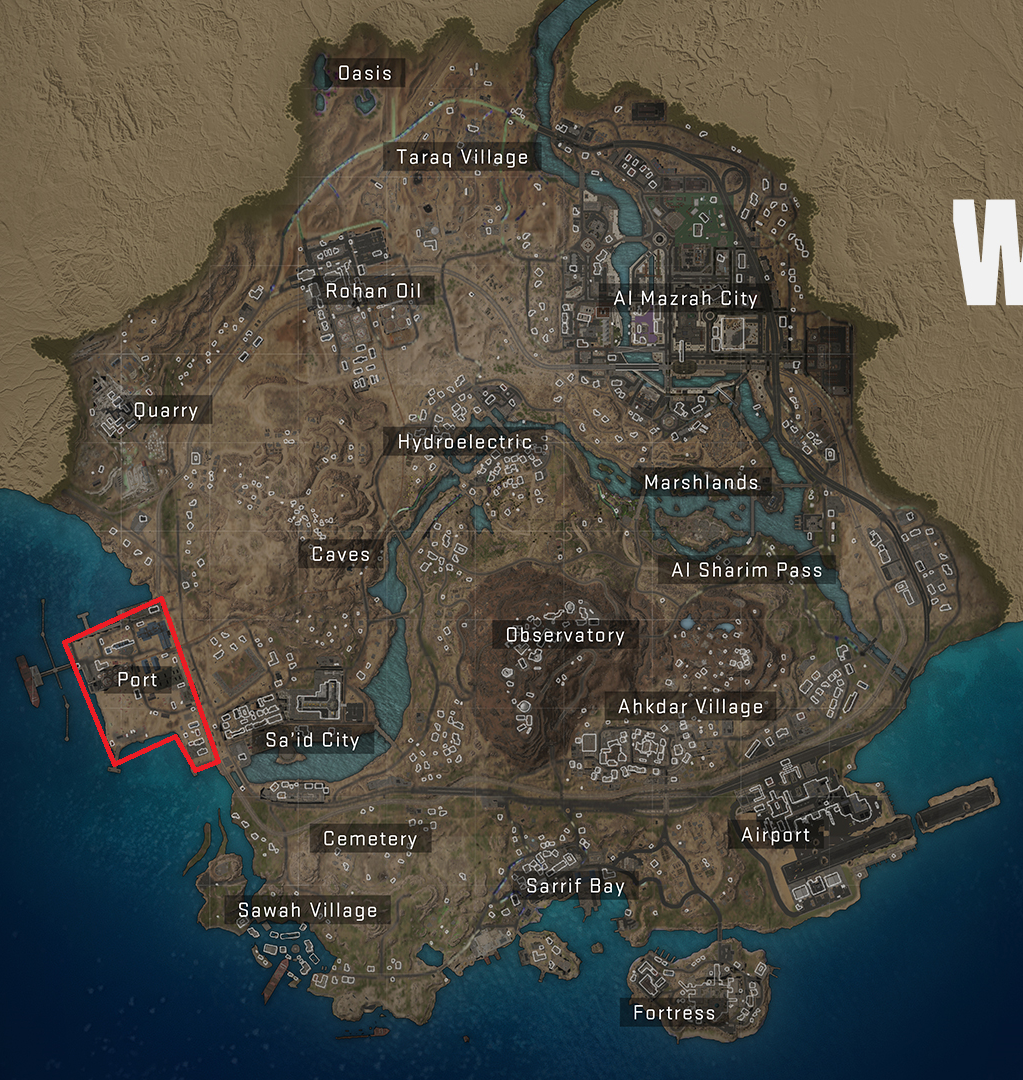 Oasis
Taraq Village
Rohan Oil
Al Mazrah City
W
Quarry
Hydroelectric
Marshlands
Caves
Al Sharim Pass
Observatory
Port
Ahkdar Village
Sa'id City
Cemetery
Airport
Sarrif Bay
Sawah Village
Fortress